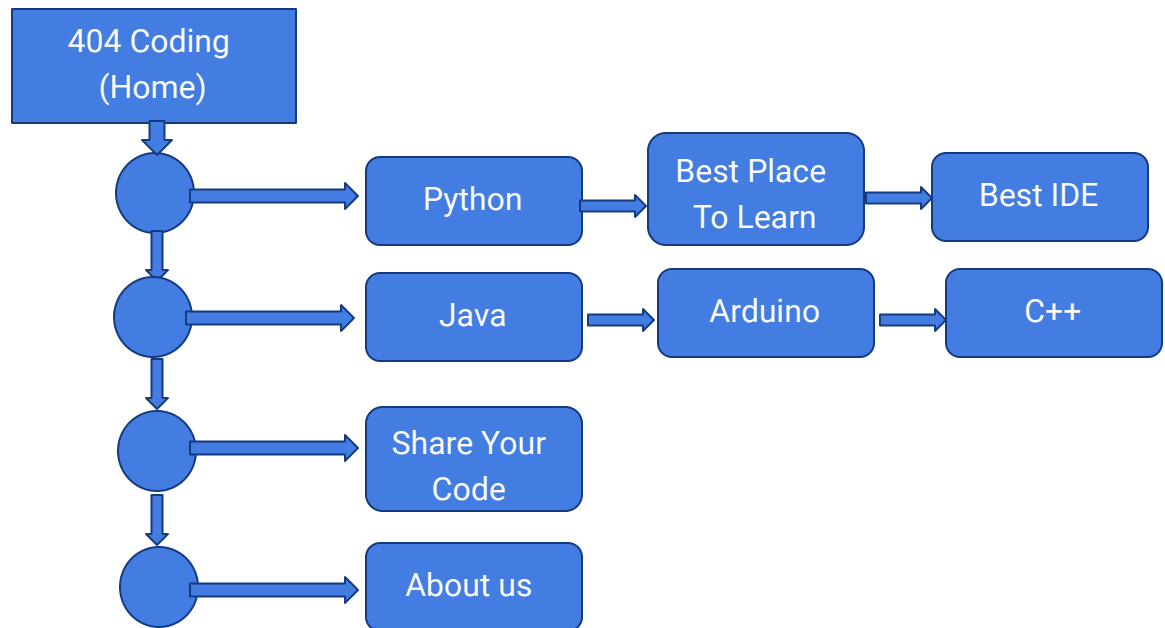 404 Coding
(Home)
Python
Best Place
To Learn
Best IDE
Java
Arduino
C++
Share Your
Code
About us